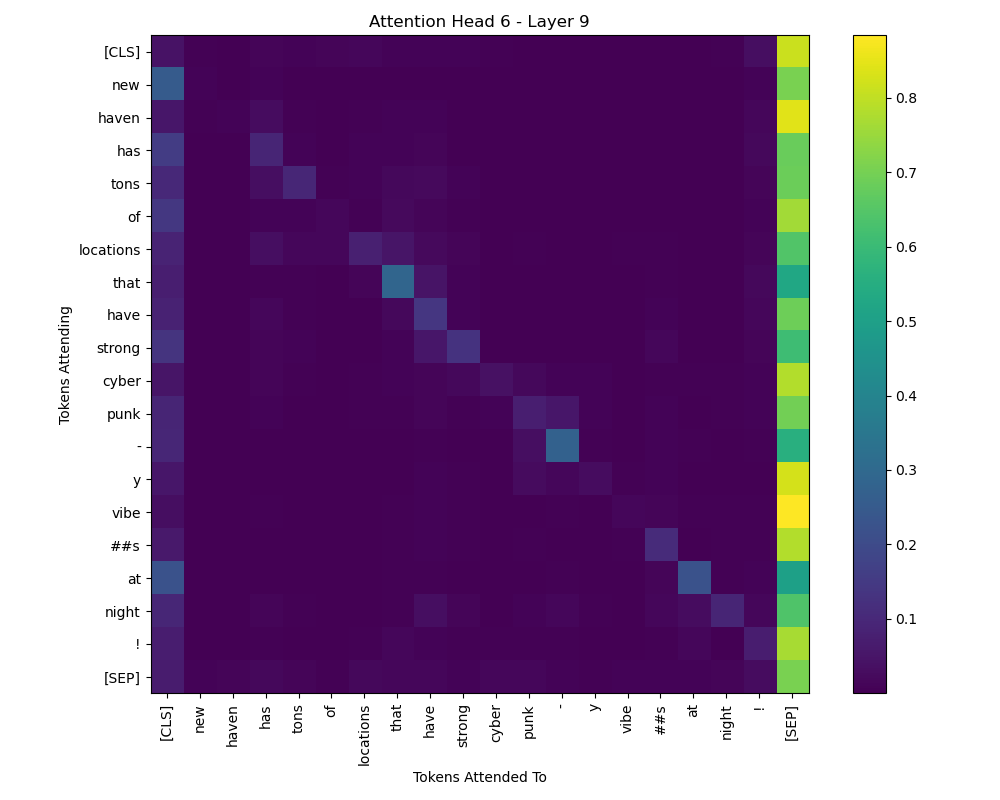 Attention Head 6 - Layer 9
[CLS]
new
haven
has
tons
of
locations
that
have
strong
cyber
punk
-
y
vibe
##s
at
night
!
[SEP]
Tokens Attending
[CLS]
new
haven
has
tons
of
locations
that
have
strong
cyber
punk
-
y
vibe
##s
at
night
!
[SEP]
Tokens Attended To
0.8
0.7
0.6
0.5
0.4
0.3
0.2
0.1